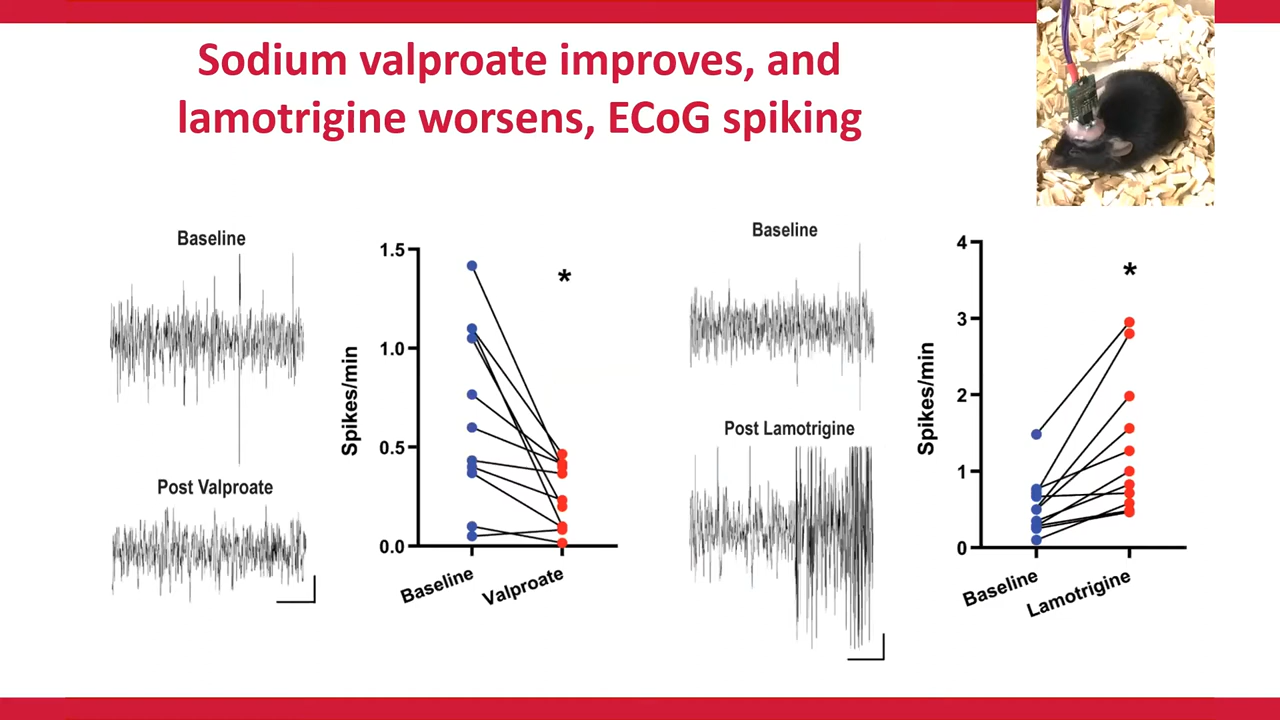 Sodium valproate improves, and
lamotrigine worsens, ECoG spiking
Baseline
Post Valproate
Spikes/min
1.5
1.0
0.5
0.0
*
Baseline
Valproate
Baseline
Post Lamotrigine
Spikes/min
4
3
2
1
0
*
Baseline
Lamotrigine